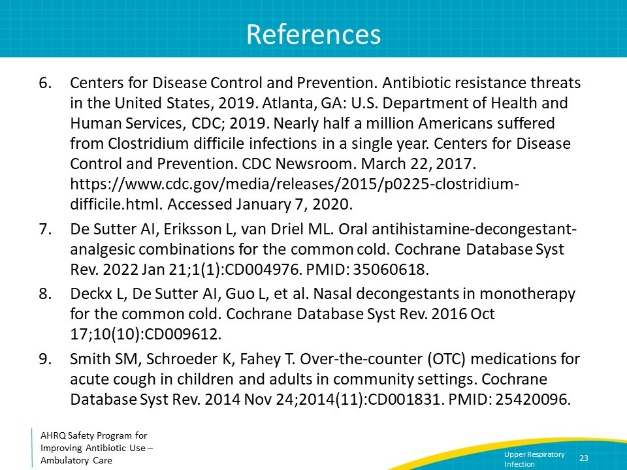 References
6. Centers for Disease Control and Prevention. Antibiotic resistance threats
in the United States, 2019. Atlanta, GA: U.S. Department of Health and
Human Services, CDC; 2019. Nearly half a million Americans suffered
from Clostridium difficile infections in a single year. Centers for Disease
Control and Prevention. CDC Newsroom. March 22, 2017.
https://www.cdc.gov/media/releases/2015/p0225-clostridium-
difficile.html. Accessed January 7, 2020.
7. De Sutter AI, Eriksson L, van Driel ML. Oral antihistamine-decongestant-
analgesic combinations for the common cold. Cochrane Database Syst
Rev. 2022 Jan 21;1(1):CD004976. PMID: 35060618.
8. Deckx L, De Sutter AI, Guo L, et al. Nasal decongestants in monotherapy
for the common cold. Cochrane Database Syst Rev. 2016 Oct
17;10(10):CD009612.
9. Smith SM, Schroeder K, Fahey T. Over-the-counter (OTC) medications for
acute cough in children and adults in community settings. Cochrane
Database Syst Rev. 2014 Nov 24;2014(11):CD001831. PMID: 25420096.
AHRQ Safety Program for
Improving Antibiotic Use –
Ambulatory Care
Upper Respiratory
Infection
23